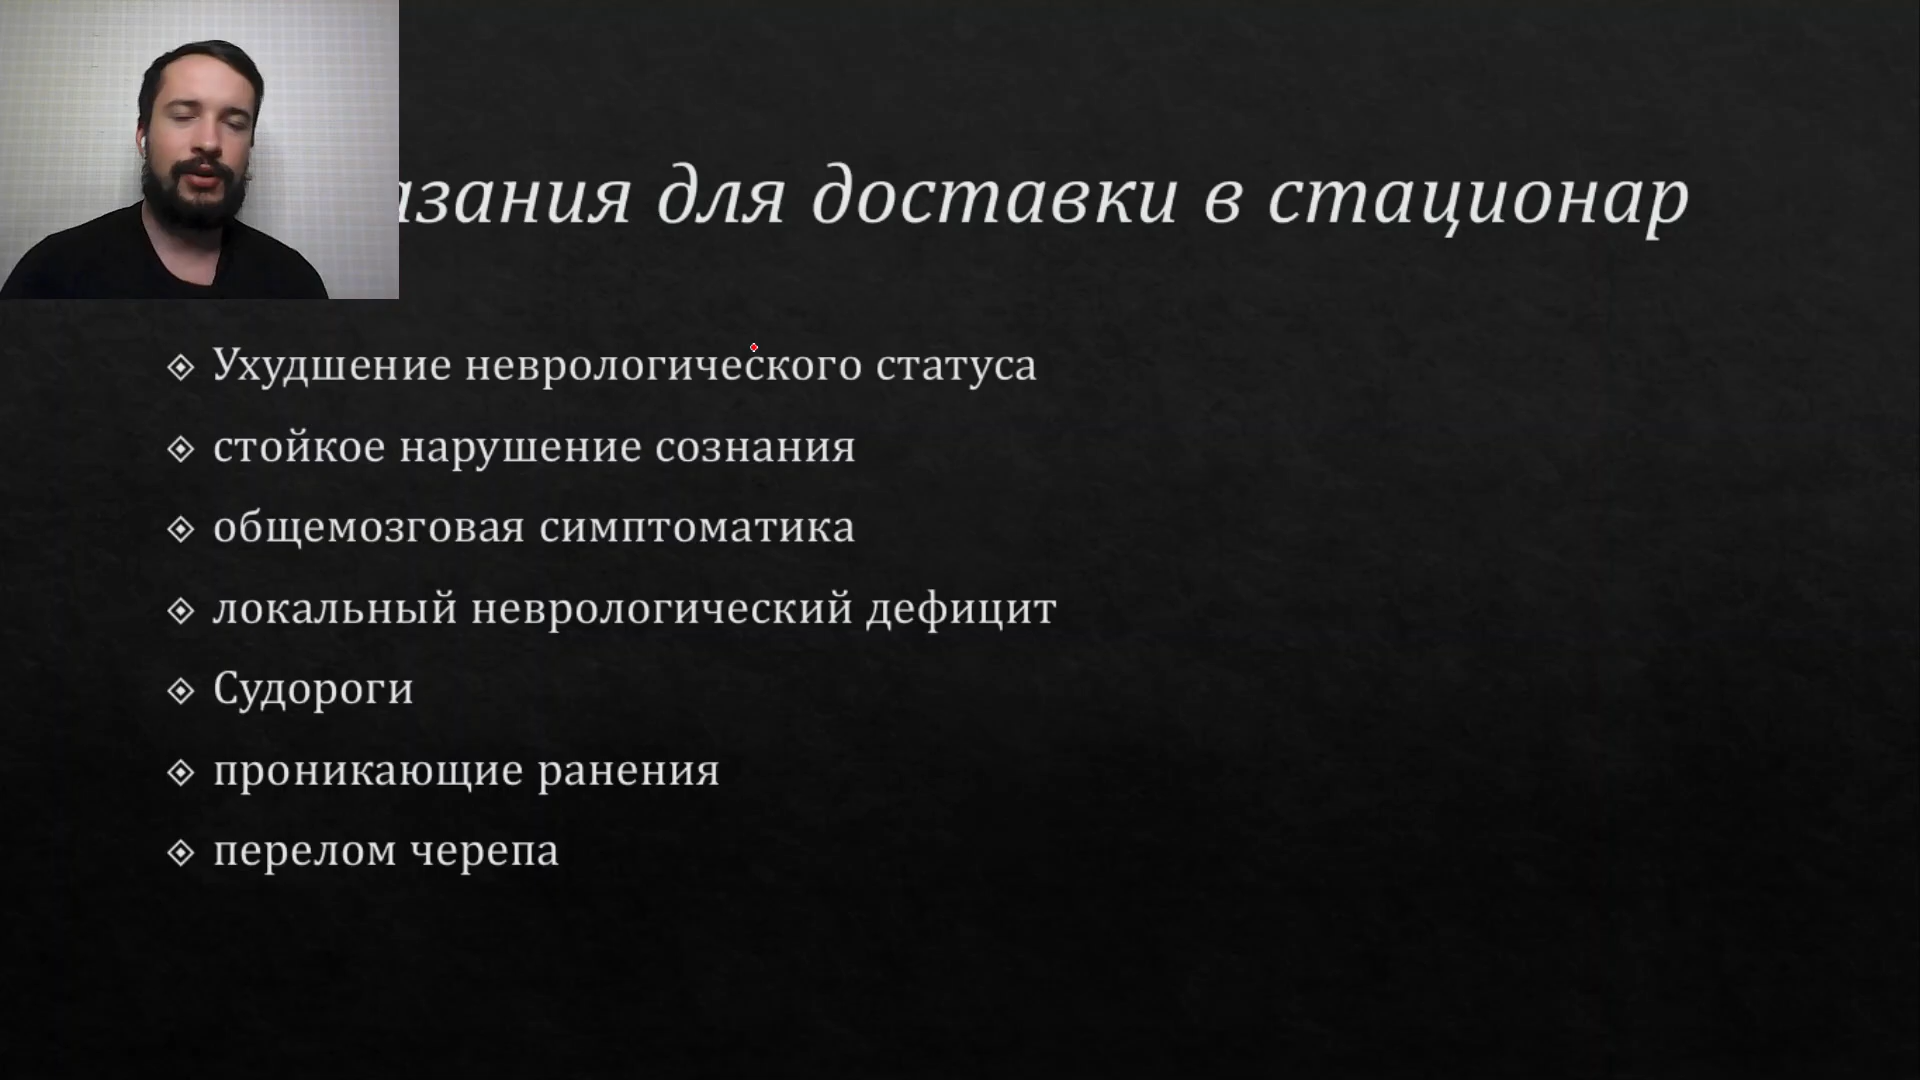 для доставки в стационар
Ухудшение неврологического статуса
стойкое нарушение сознания
общемозговая симптоматика
локальный неврологический дефицит
Судороги
проникающие ранения
перелом черепа